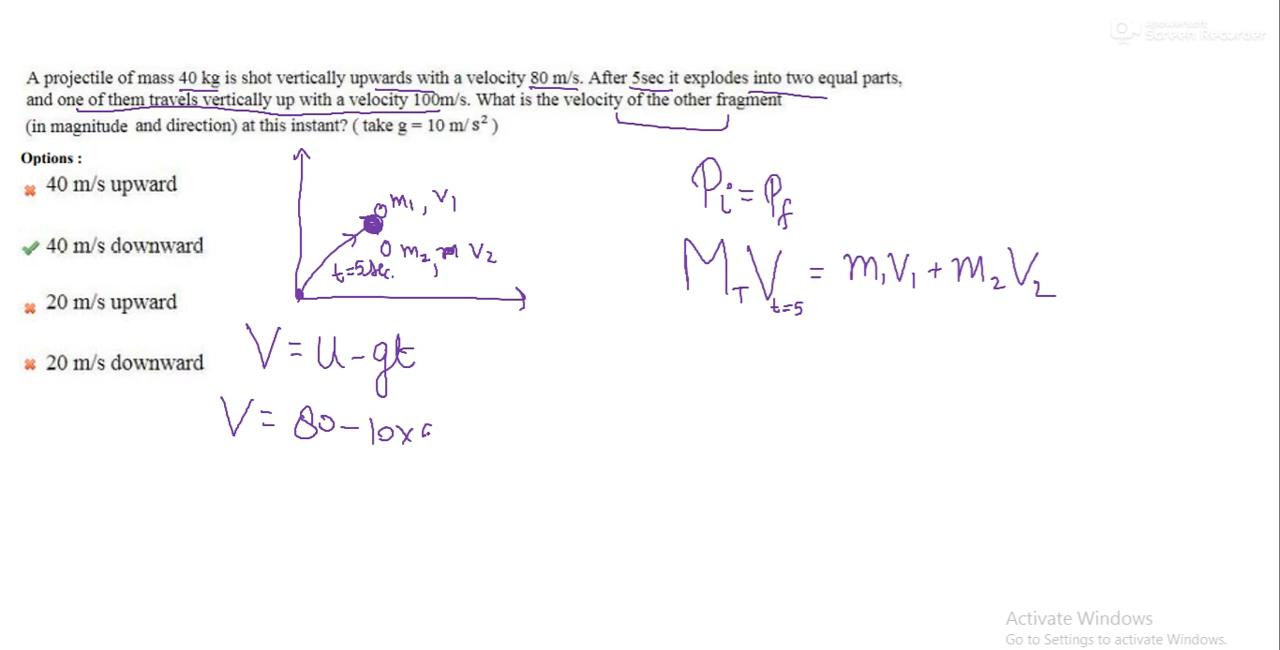 Apowersoft
Screen Recorder
A projectile of mass 40 kg is shot vertically upwards with a velocity 80 m/s. After 5sec it explodes into two equal parts,
and one of them travels vertically up with a velocity 100m/s. What is the velocity of the other fragment
(in magnitude and direction) at this instant? ( take g = 10 m/s² )
Options :
40 m/s upward
40 m/s downward
20 m/s upward
20 m/s downward
m₁, V₁
m₂, V₂
t=5sec.
V = u - gt
V = 80 - 10x
Pᵢ = P_f
M_T V_t=5 = m₁V₁ + m₂V₂
Activate Windows
Go to Settings to activate Windows.